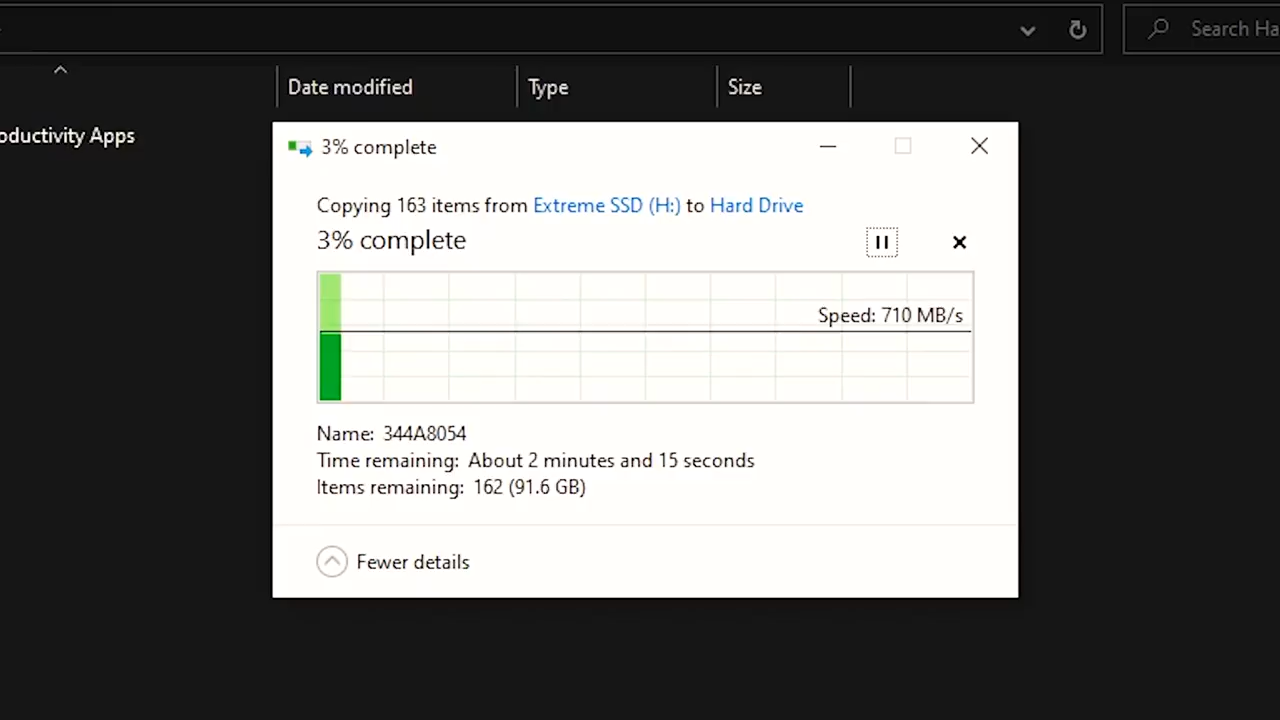 Search Ha
Date modified
Type
Size
oductivity Apps
3% complete
Copying 163 items from Extreme SSD (H:) to Hard Drive
3% complete
Speed: 710 MB/s
Name: 344A8054
Time remaining: About 2 minutes and 15 seconds
Items remaining: 162 (91.6 GB)
Fewer details